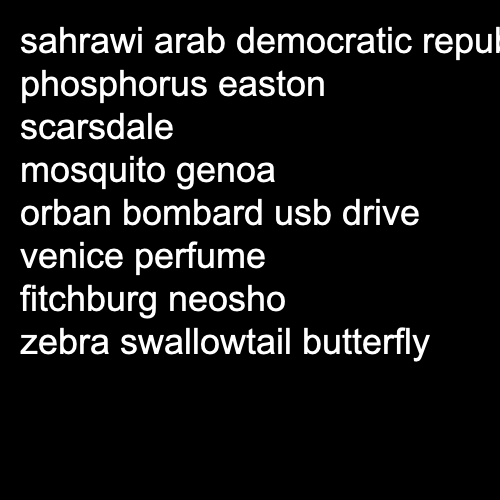 sahrawi arab democratic repub
phosphorus easton
scarsdale
mosquito genoa
orban bombard usb drive
venice perfume
fitchburg neosho
zebra swallowtail butterfly